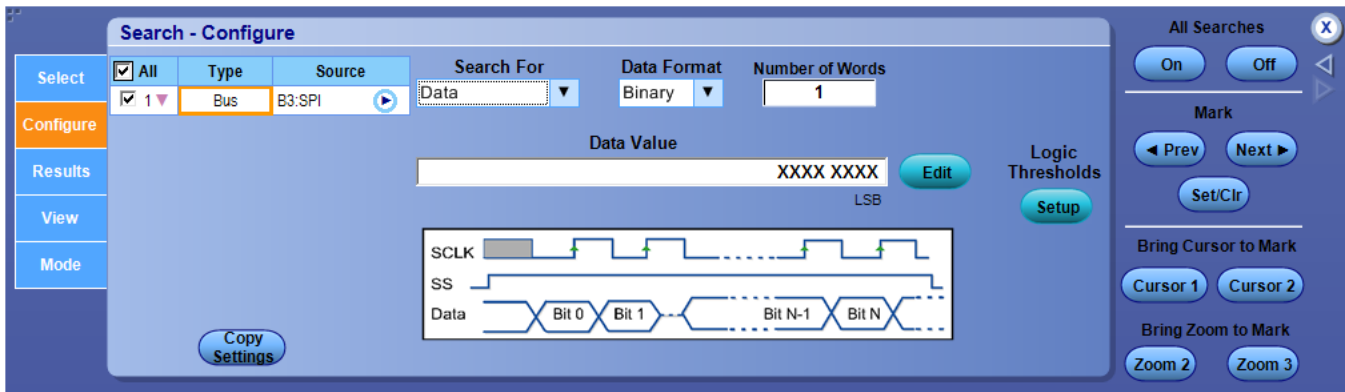 Search - Configure
All Searches
X
On
Off
Select
Configure
Results
View
Mode
All
Type
Source
1
Bus
B3:SPI
Search For
Data
Data Format
Binary
Number of Words
1
Data Value
XXXX XXXX
LSB
Edit
Logic
Thresholds
Setup
SCLK
SS
Data
Bit 0
Bit 1
Bit N-1
Bit N
Copy
Settings
Mark
Prev
Next
Set/Clr
Bring Cursor to Mark
Cursor 1
Cursor 2
Bring Zoom to Mark
Zoom 2
Zoom 3